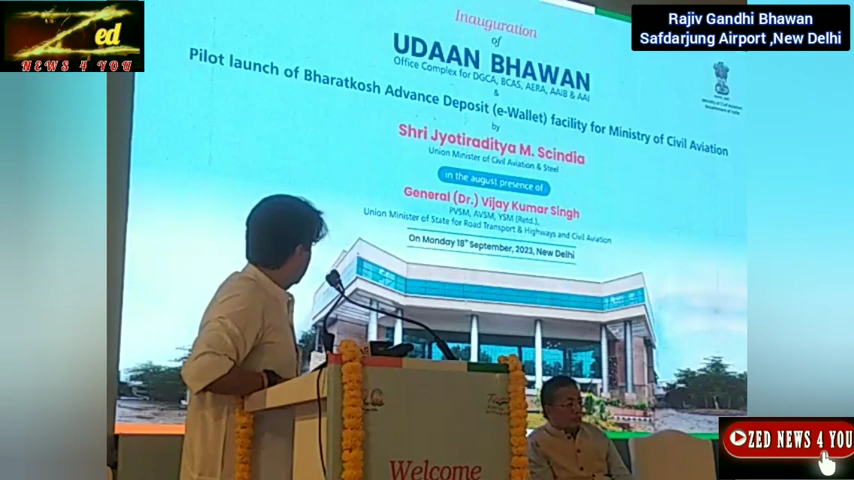 Zed
NEWS 4 YOU
Rajiv Gandhi Bhawan
Safdarjung Airport ,New Delhi
Inauguration
of
UDAAN BHAWAN
Office Complex for DGCA, BCAS, AERA, AAIB & AAI
&
Pilot launch of Bharatkosh Advance Deposit (e-Wallet) facility for Ministry of Civil Aviation
by
Shri Jyotiraditya M. Scindia
Union Minister of Civil Aviation & Steel
in the august presence of
General (Dr.) Vijay Kumar Singh
PVSM, AVSM, YSM (Retd.),
Union Minister of State for Road Transport & Highways and Civil Aviation
On Monday 18th September, 2023, New Delhi
Welcome
ZED NEWS 4 YOU